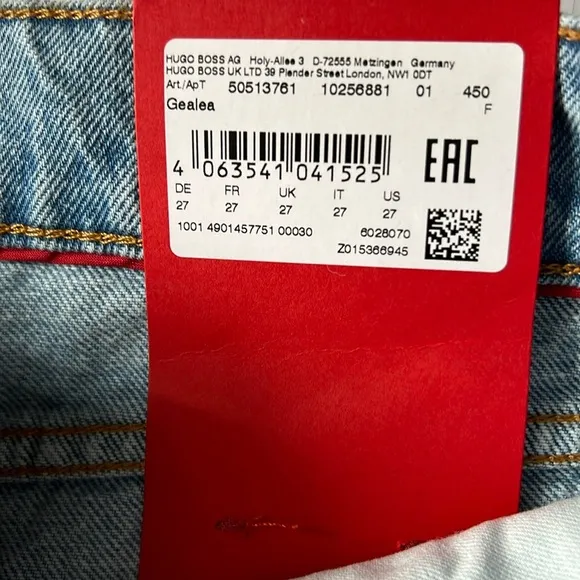 HUGO BOSS AG Holy-Allee 3 D-72555 Metzingen Germany
HUGO BOSS UK LTD 39 Plender Street London, NW1 0DT
Art./ApT 50513761 10256881 01 450
Gealea F
EAC
4 063541 041525
DE FR UK IT US
27 27 27 27 27
1001 4901457751 00030 6028070
Z015366945